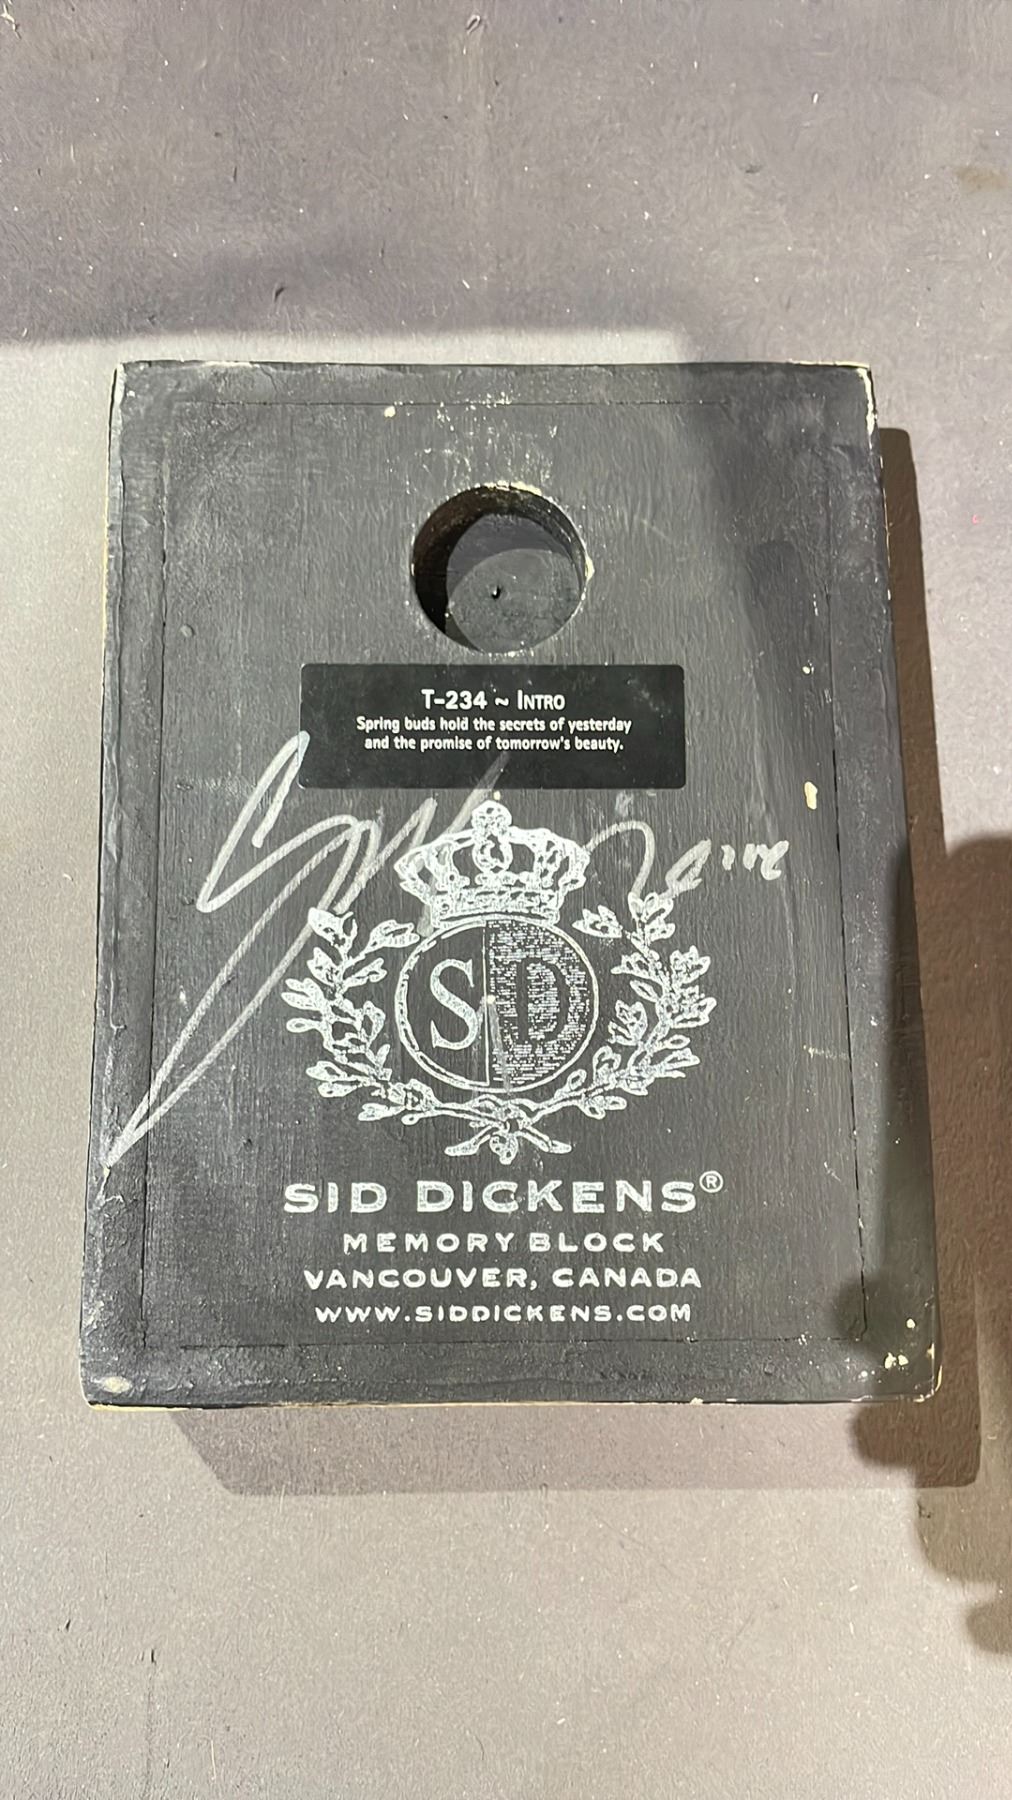 T-234 ~ INTRO
Spring buds hold the secrets of yesterday
and the promise of tomorrow's beauty.
SD
SID DICKENS®
MEMORY BLOCK
VANCOUVER, CANADA
WWW.SIDDICKENS.COM